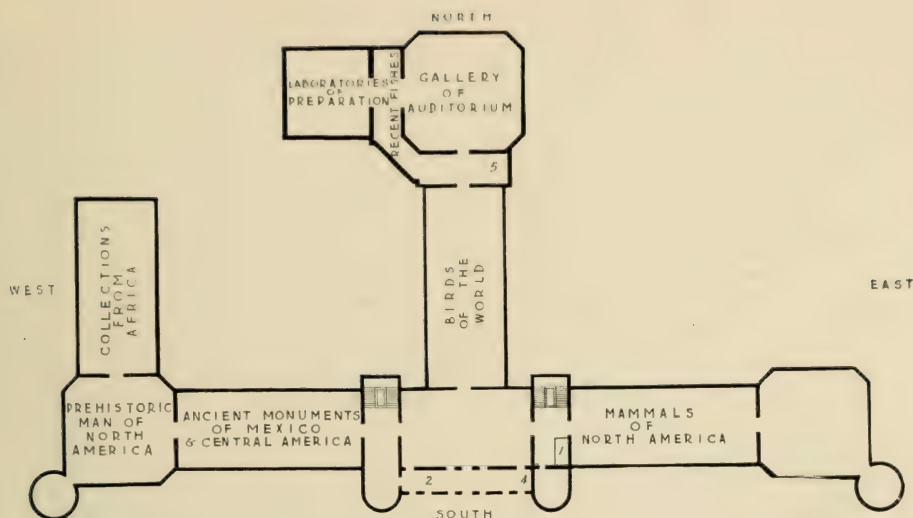 NORTH
LABORATORIES
OF
PREPARATION
RECENT FISHES
GALLERY
OF
AUDITORIUM
5
WEST
COLLECTIONS
FROM
AFRICA
BIRDS
OF THE
WORLD
EAST
PREHISTORIC
MAN OF
NORTH
AMERICA
ANCIENT MONUMENTS
OF MEXICO
& CENTRAL AMERICA
MAMMALS
OF
NORTH AMERICA
1
2
4
SOUTH